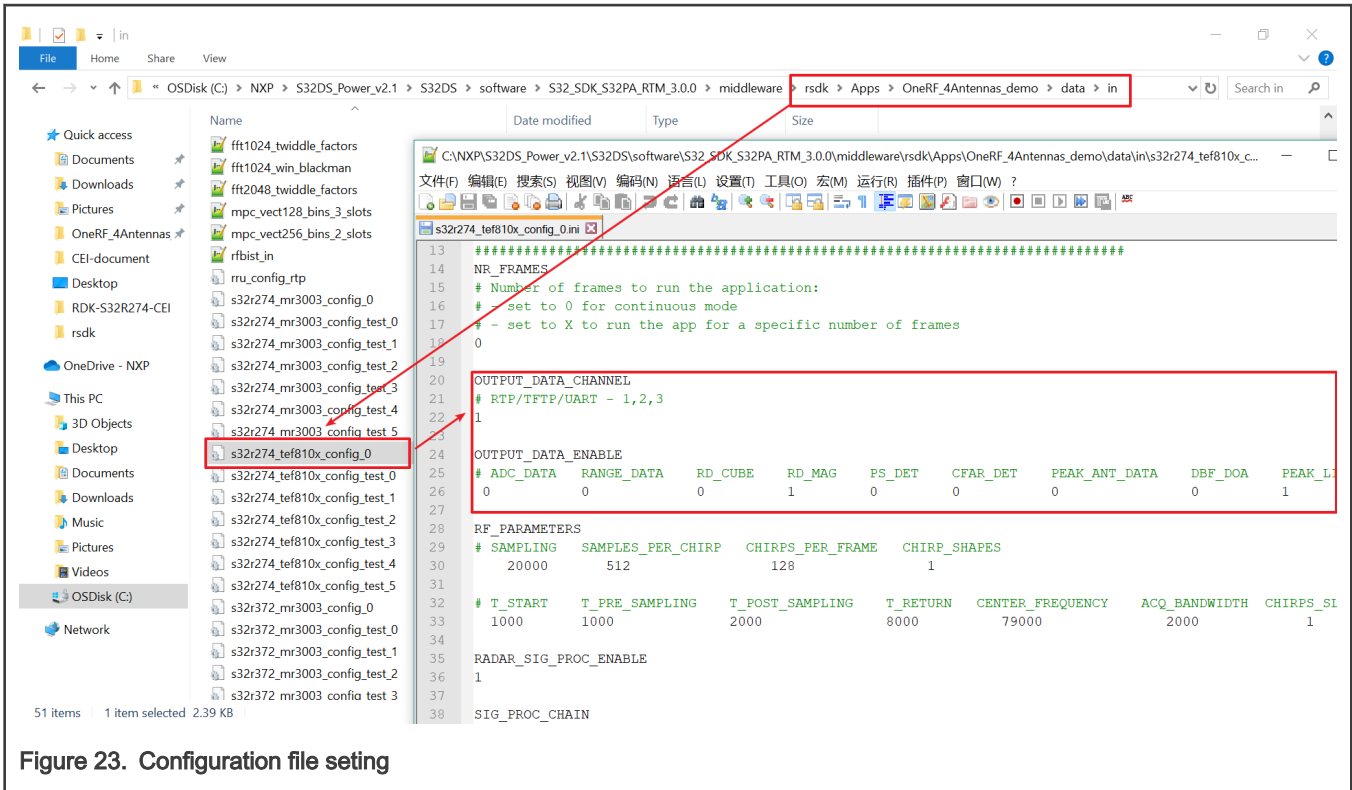 in
File Home Share View
« OSDisk (C:) > NXP > S32DS_Power_v2.1 > S32DS > software > S32_SDK_S32PA_RTM_3.0.0 > middleware > rsdk > Apps > OneRF_4Antennas_demo > data > in
Search in
Quick access
Documents
Downloads
Pictures
OneRF_4Antennas
CEI-document
Desktop
RDK-S32R274-CEI
rsdk
OneDrive - NXP
This PC
3D Objects
Desktop
Documents
Downloads
Music
Pictures
Videos
OSDisk (C:)
Network
Name Date modified Type Size
fft1024_twiddle_factors
fft1024_win_blackman
fft2048_twiddle_factors
mpc_vect128_bins_3_slots
mpc_vect256_bins_2_slots
rfbist_in
rru_config_rtp
s32r274_mr3003_config_0
s32r274_mr3003_config_test_0
s32r274_mr3003_config_test_1
s32r274_mr3003_config_test_2
s32r274_mr3003_config_test_3
s32r274_mr3003_config_test_4
s32r274_mr3003_config_test_5
s32r274_tef810x_config_0
s32r274_tef810x_config_test_0
s32r274_tef810x_config_test_1
s32r274_tef810x_config_test_2
s32r274_tef810x_config_test_3
s32r274_tef810x_config_test_4
s32r274_tef810x_config_test_5
s32r372_mr3003_config_0
s32r372_mr3003_config_test_0
s32r372_mr3003_config_test_1
s32r372_mr3003_config_test_2
s32r372_mr3003_config_test_3
51 items 1 item selected 2.39 KB
C:\NXP\S32DS_Power_v2.1\S32DS\software\S32_SDK_S32PA_RTM_3.0.0\middleware\rsdk\Apps\OneRF_4Antennas_demo\data\in\s32r274_tef810x_c...
文件(F) 编辑(E) 搜索(S) 视图(V) 编码(N) 语言(L) 设置(T) 工具(O) 宏(M) 运行(R) 插件(P) 窗口(W) ?
s32r274_tef810x_config_0.ini
13 ###############################################################################
14 NR_FRAMES
15 # Number of frames to run the application:
16 # - set to 0 for continuous mode
17 # - set to X to run the app for a specific number of frames
18 0
19
20 OUTPUT_DATA_CHANNEL
21 # RTP/TFTP/UART - 1,2,3
22 1
23
24 OUTPUT_DATA_ENABLE
25 # ADC_DATA RANGE_DATA RD_CUBE RD_MAG PS_DET CFAR_DET PEAK_ANT_DATA DBF_DOA PEAK_LI
26 0 0 0 1 0 0 0 0 1
27
28 RF_PARAMETERS
29 # SAMPLING SAMPLES_PER_CHIRP CHIRPS_PER_FRAME CHIRP_SHAPES
30 20000 512 128 1
31
32 # T_START T_PRE_SAMPLING T_POST_SAMPLING T_RETURN CENTER_FREQUENCY ACQ_BANDWIDTH CHIRPS_SL
33 1000 1000 2000 8000 79000 2000 1
34
35 RADAR_SIG_PROC_ENABLE
36 1
37
38 SIG_PROC_CHAIN
Figure 23. Configuration file seting